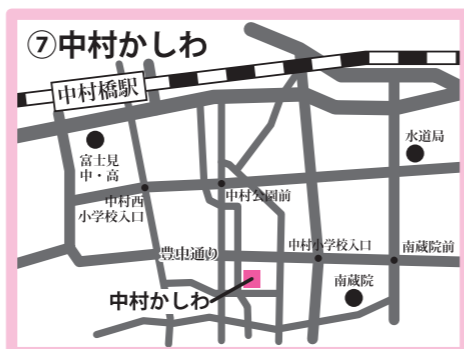 ⑦中村かしわ
中村橋駅
富士見
中・高
水道局
中村西
小学校入口
中村公園前
豊中通り
中村小学校入口
南蔵院前
南蔵院
中村かしわ